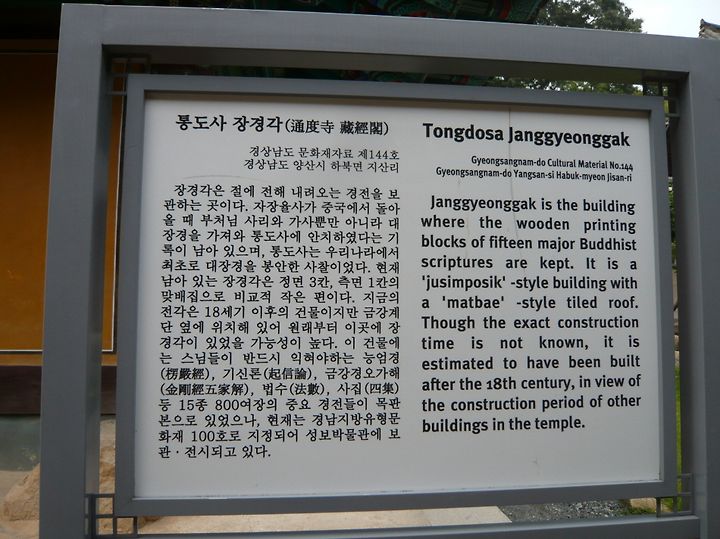 통도사 장경각(通度寺 藏經閣)
경상남도 문화재자료 제144호
경상남도 양산시 하북면 지산리
장경각은 절에 전해 내려오는 경전을 보
관하는 곳이다. 자장율사가 중국에서 돌아
올 때 부처님 사리와 가사뿐만 아니라 대
장경을 가져와 통도사에 안치하였다는 기
록이 남아 있으며, 통도사는 우리나라에서
최초로 대장경을 봉안한 사찰이었다. 현재
남아 있는 장경각은 정면 3칸, 측면 1칸의
맞배집으로 비교적 작은 편이다. 지금의
전각은 18세기 이후의 건물이지만 금강계
단 옆에 위치해 있어 원래부터 이곳에 장
경각이 있었을 가능성이 높다. 이 건물에
는 스님들이 반드시 익혀야하는 능엄경
(楞嚴經), 기신론(起信論), 금강경오가해
(金剛經五家解), 법수(法數), 사집(四集)
등 15종 800여장의 중요 경전들이 목판
본으로 있었으나, 현재는 경남지방유형문
화재 100호로 지정되어 성보박물관에 보
관·전시되고 있다.
Tongdosa Janggyeonggak
Gyeongsangnam-do Cultural Material No.144
Gyeongsangnam-do Yangsan-si Habuk-myeon Jisan-ri
Janggyeonggak is the building
where the wooden printing
blocks of fifteen major Buddhist
scriptures are kept. It is a
'jusimposik' -style building with
a 'matbae' -style tiled roof.
Though the exact construction
time is not known, it is
estimated to have been built
after the 18th century, in view of
the construction period of other
buildings in the temple.